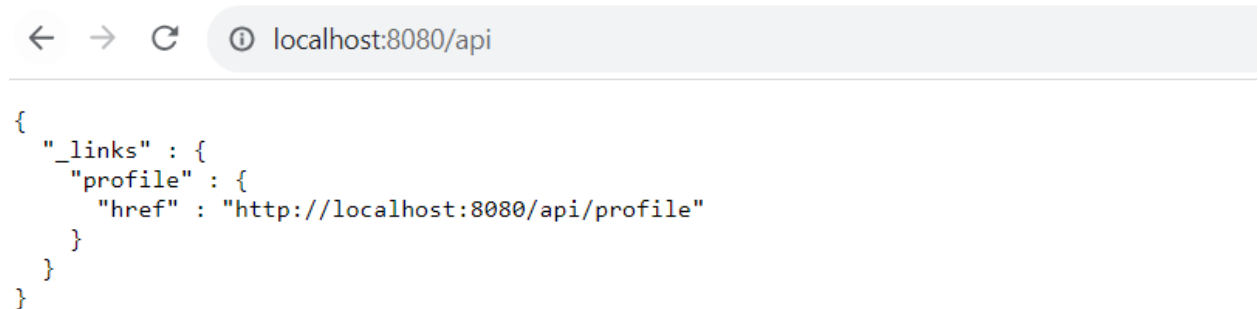 localhost:8080/api
{
  "_links" : {
    "profile" : {
      "href" : "http://localhost:8080/api/profile"
    }
  }
}